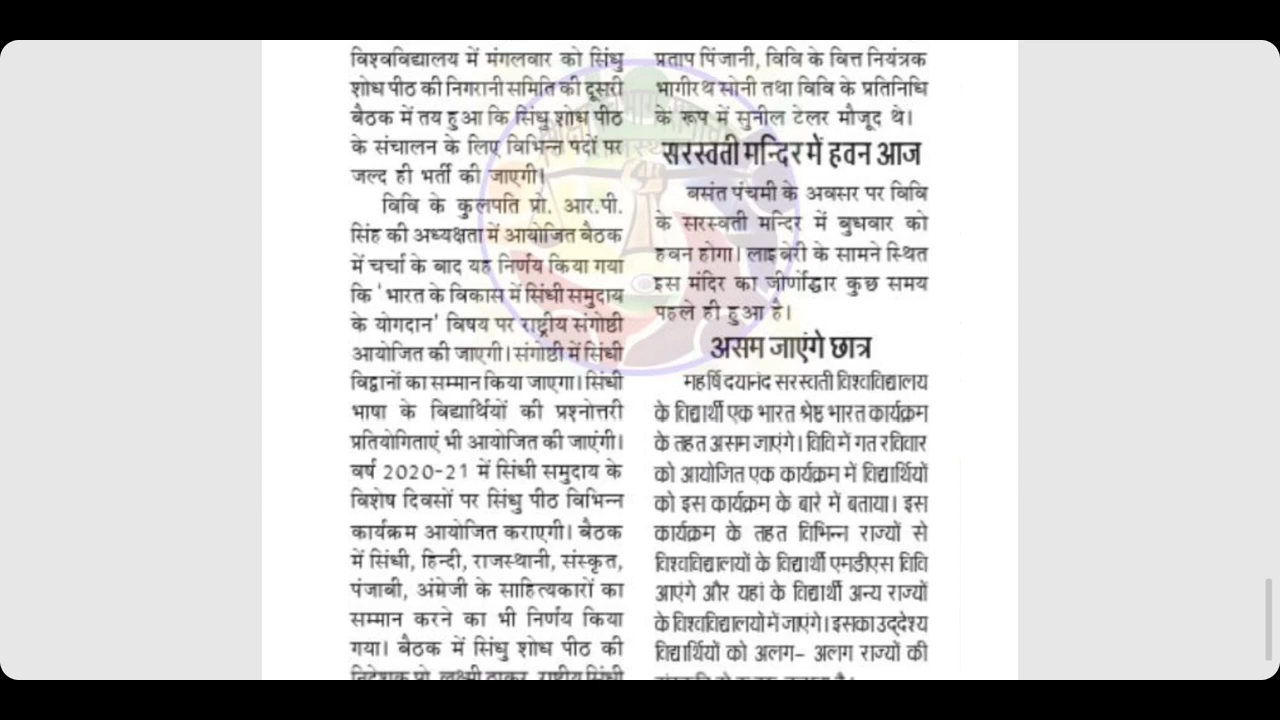 विश्वविद्यालय में मंगलवार को सिंधु
शोध पीठ की निगरानी समिति की दूसरी
बैठक में तय हुआ कि सिंधु शोध पीठ
के संचालन के लिए विभिन्न पदों पर
जल्द ही भर्ती की जाएगी।
विवि के कुलपति प्रो. आर.पी.
सिंह की अध्यक्षता में आयोजित बैठक
में चर्चा के बाद यह निर्णय किया गया
कि 'भारत के विकास में सिंधी समुदाय
के योगदान' विषय पर राष्ट्रीय संगोष्ठी
आयोजित की जाएगी। संगोष्ठी में सिंधी
विद्वानों का सम्मान किया जाएगा। सिंधी
भाषा के विद्यार्थियों की प्रश्नोत्तरी
प्रतियोगिताएं भी आयोजित की जाएंगी।
वर्ष 2020-21 में सिंधी समुदाय के
विशेष दिवसों पर सिंधु पीठ विभिन्न
कार्यक्रम आयोजित कराएगी। बैठक
में सिंधी, हिन्दी, राजस्थानी, संस्कृत,
पंजाबी, अंग्रेजी के साहित्यकारों का
सम्मान करने का भी निर्णय किया
गया। बैठक में सिंधु शोध पीठ की
प्रताप पिंजानी, विवि के वित्त नियंत्रक
भागीरथ सोनी तथा विवि के प्रतिनिधि
के रूप में सुनील टेलर मौजूद थे।
सरस्वती मन्दिर में हवन आज
बसंत पंचमी के अवसर पर विवि
के सरस्वती मन्दिर में बुधवार को
हवन होगा। लाइब्रेरी के सामने स्थित
इस मंदिर का जीर्णोद्धार कुछ समय
पहले ही हुआ है।
असम जाएंगे छात्र
महर्षि दयानंद सरस्वती विश्वविद्यालय
के विद्यार्थी एक भारत श्रेष्ठ भारत कार्यक्रम
के तहत असम जाएंगे। विवि में गत रविवार
को आयोजित एक कार्यक्रम में विद्यार्थियों
को इस कार्यक्रम के बारे में बताया। इस
कार्यक्रम के तहत विभिन्न राज्यों से
विश्वविद्यालयों के विद्यार्थी एमडीएस विवि
आएंगे और यहां के विद्यार्थी अन्य राज्यों
के विश्वविद्यालयों में जाएंगे। इसका उद्देश्य
विद्यार्थियों को अलग- अलग राज्यों की